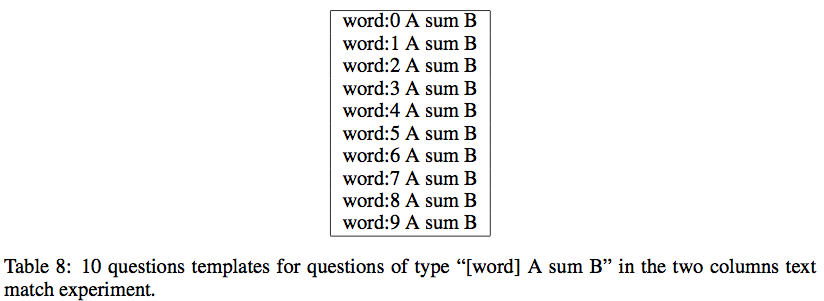 word:0 A sum B
word:1 A sum B
word:2 A sum B
word:3 A sum B
word:4 A sum B
word:5 A sum B
word:6 A sum B
word:7 A sum B
word:8 A sum B
word:9 A sum B
Table 8: 10 questions templates for questions of type “[word] A sum B” in the two columns text
match experiment.